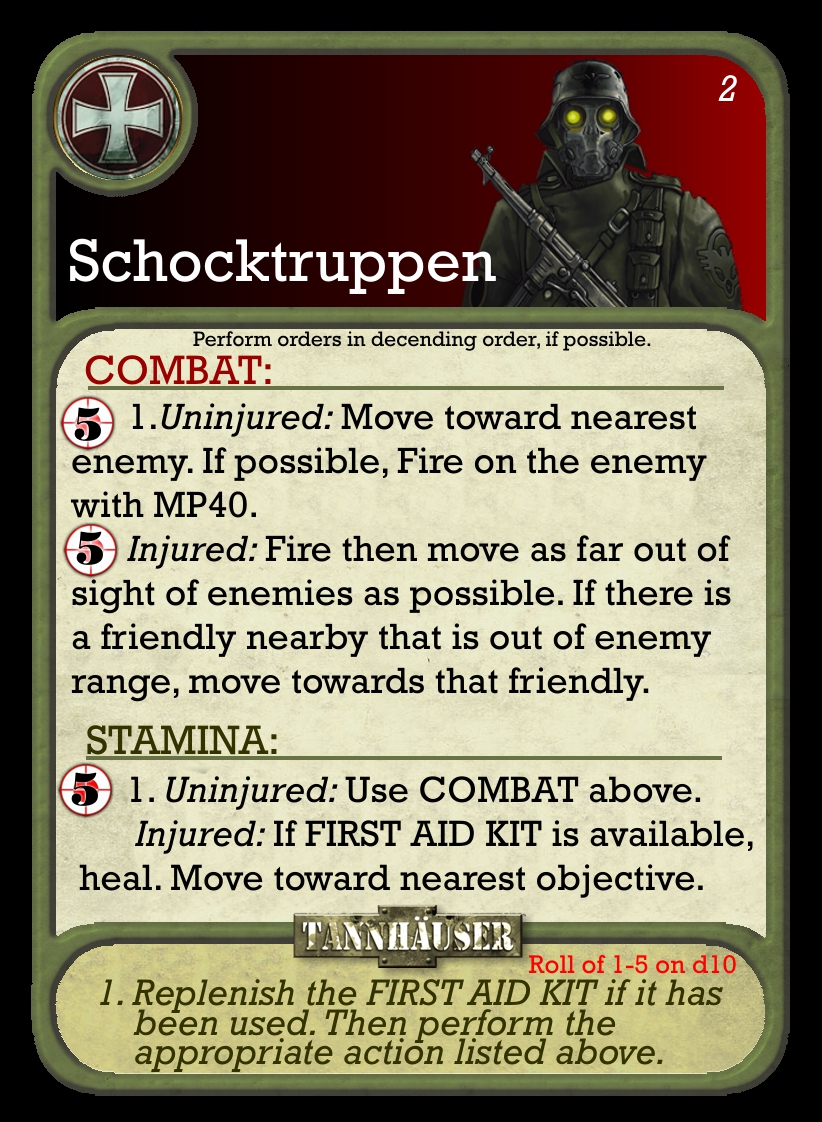 2
Schocktruppen
Perform orders in decending order, if possible.
COMBAT:
5 1.Uninjured: Move toward nearest
enemy. If possible, Fire on the enemy
with MP40.
5 Injured: Fire then move as far out of
sight of enemies as possible. If there is
a friendly nearby that is out of enemy
range, move towards that friendly.
STAMINA:
5 1. Uninjured: Use COMBAT above.
Injured: If FIRST AID KIT is available,
heal. Move toward nearest objective.
TANNHÄUSER
Roll of 1-5 on d10
1. Replenish the FIRST AID KIT if it has
been used. Then perform the
appropriate action listed above.